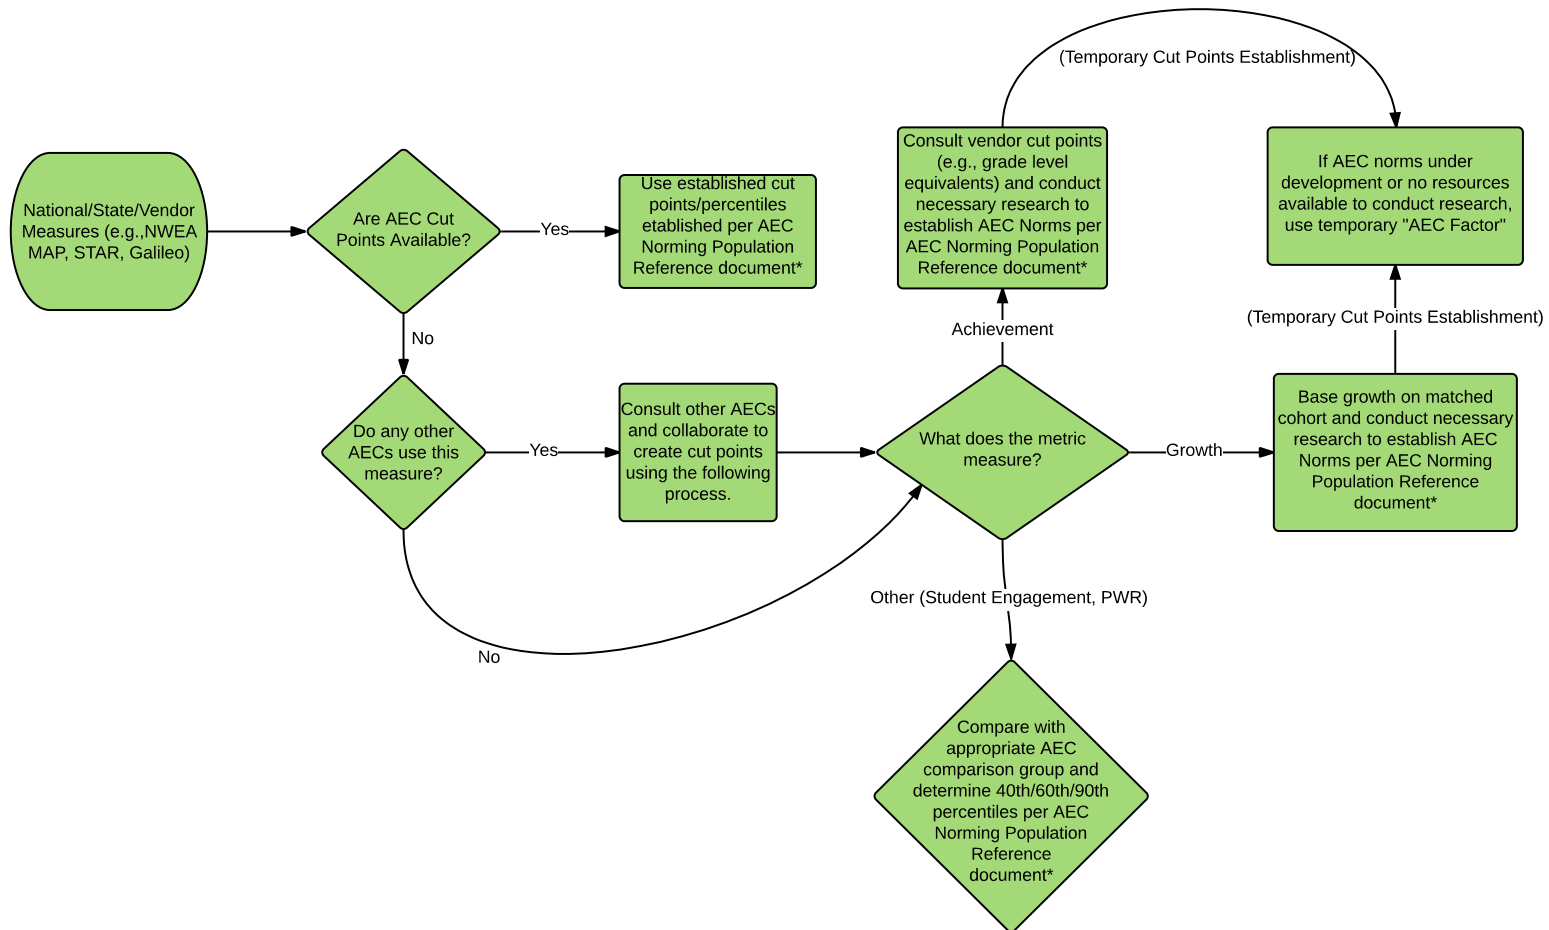 National/State/Vendor
Measures (e.g.,NWEA
MAP, STAR, Galileo)
Are AEC Cut
Points Available?
Yes
Use established cut
points/percentiles
etablished per AEC
Norming Population
Reference document*
No
Do any other
AECs use this
measure?
Yes
Consult other AECs
and collaborate to
create cut points
using the following
process.
No
What does the metric
measure?
Achievement
Consult vendor cut points
(e.g., grade level
equivalents) and conduct
necessary research to
establish AEC Norms per
AEC Norming Population
Reference document*
(Temporary Cut Points Establishment)
If AEC norms under
development or no resources
available to conduct research,
use temporary "AEC Factor"
(Temporary Cut Points Establishment)
Growth
Base growth on matched
cohort and conduct necessary
research to establish AEC
Norms per AEC Norming
Population Reference
document*
Other (Student Engagement, PWR)
Compare with
appropriate AEC
comparison group and
determine 40th/60th/90th
percentiles per AEC
Norming Population
Reference
document*